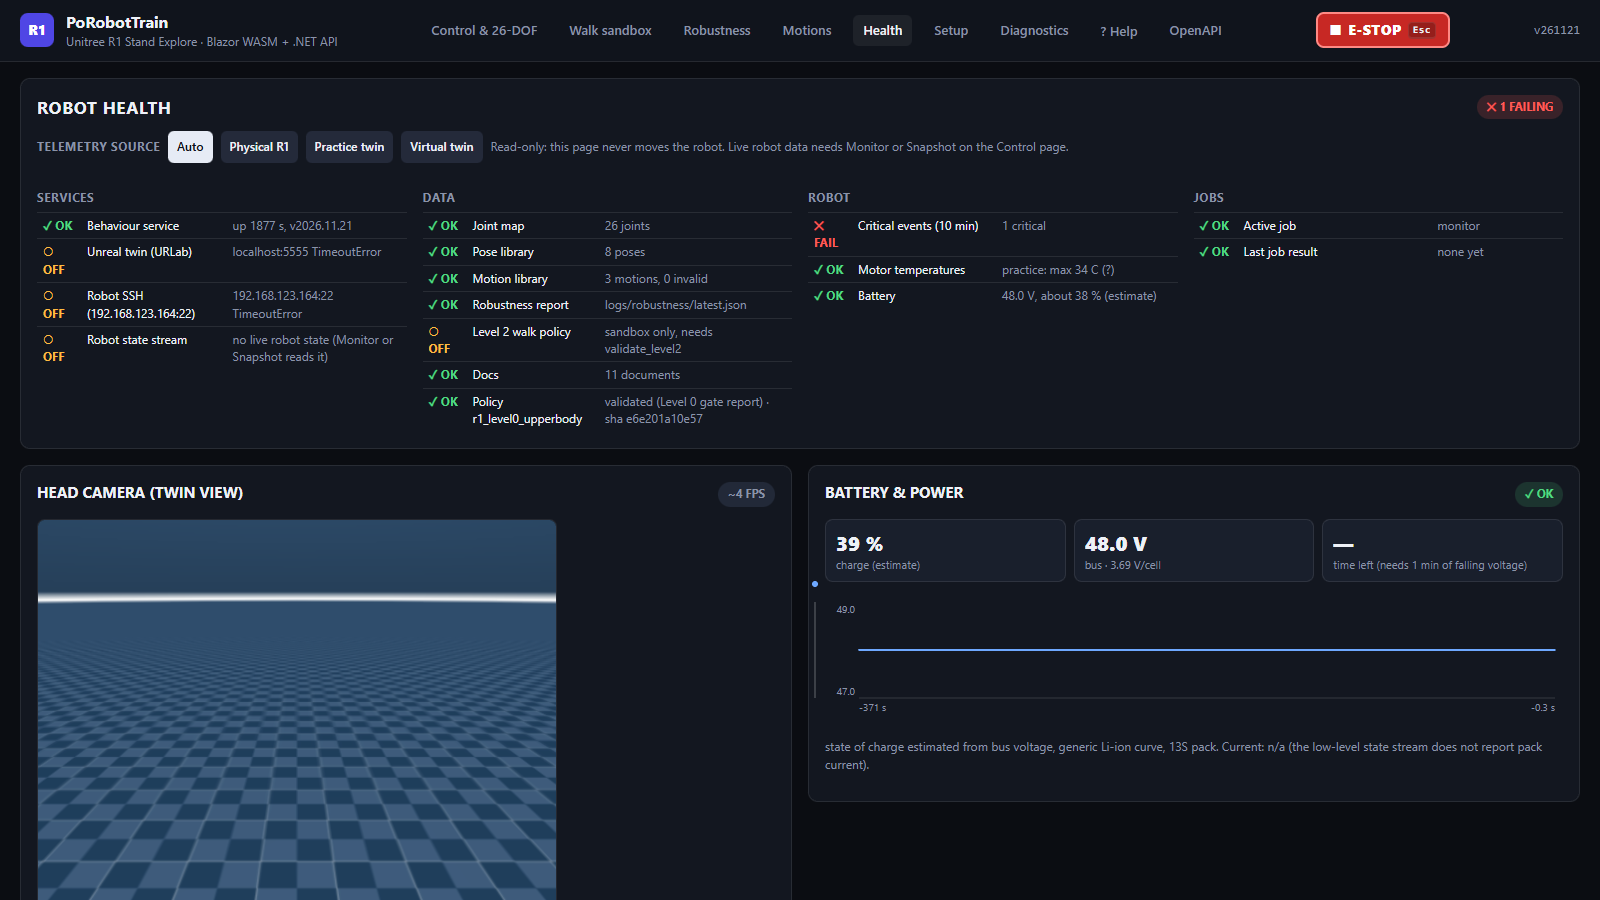 R1
PoRobotTrain
Unitree R1 Stand Explore · Blazor WASM + .NET API
Control & 26-DOF
Walk sandbox
Robustness
Motions
Health
Setup
Diagnostics
? Help
OpenAPI
E-STOP Esc
v261121
ROBOT HEALTH
✕ 1 FAILING
TELEMETRY SOURCE
Auto
Physical R1
Practice twin
Virtual twin
Read-only: this page never moves the robot. Live robot data needs Monitor or Snapshot on the Control page.
SERVICES
✓ OK Behaviour service up 1877 s, v2026.11.21
○ OFF Unreal twin (URLab) localhost:5555 TimeoutError
○ OFF Robot SSH (192.168.123.164:22) 192.168.123.164:22 TimeoutError
○ OFF Robot state stream no live robot state (Monitor or Snapshot reads it)
DATA
✓ OK Joint map 26 joints
✓ OK Pose library 8 poses
✓ OK Motion library 3 motions, 0 invalid
✓ OK Robustness report logs/robustness/latest.json
○ OFF Level 2 walk policy sandbox only, needs validate_level2
✓ OK Docs 11 documents
✓ OK Policy r1_level0_upperbody validated (Level 0 gate report) · sha e6e201a10e57
ROBOT
✕ FAIL Critical events (10 min) 1 critical
✓ OK Motor temperatures practice: max 34 C (?)
✓ OK Battery 48.0 V, about 38 % (estimate)
JOBS
✓ OK Active job monitor
✓ OK Last job result none yet
HEAD CAMERA (TWIN VIEW)
~4 FPS
BATTERY & POWER
✓ OK
39 %
charge (estimate)
48.0 V
bus · 3.69 V/cell
—
time left (needs 1 min of falling voltage)
49.0
47.0
-371 s
-0.3 s
state of charge estimated from bus voltage, generic Li-ion curve, 13S pack. Current: n/a (the low-level state stream does not report pack
current).